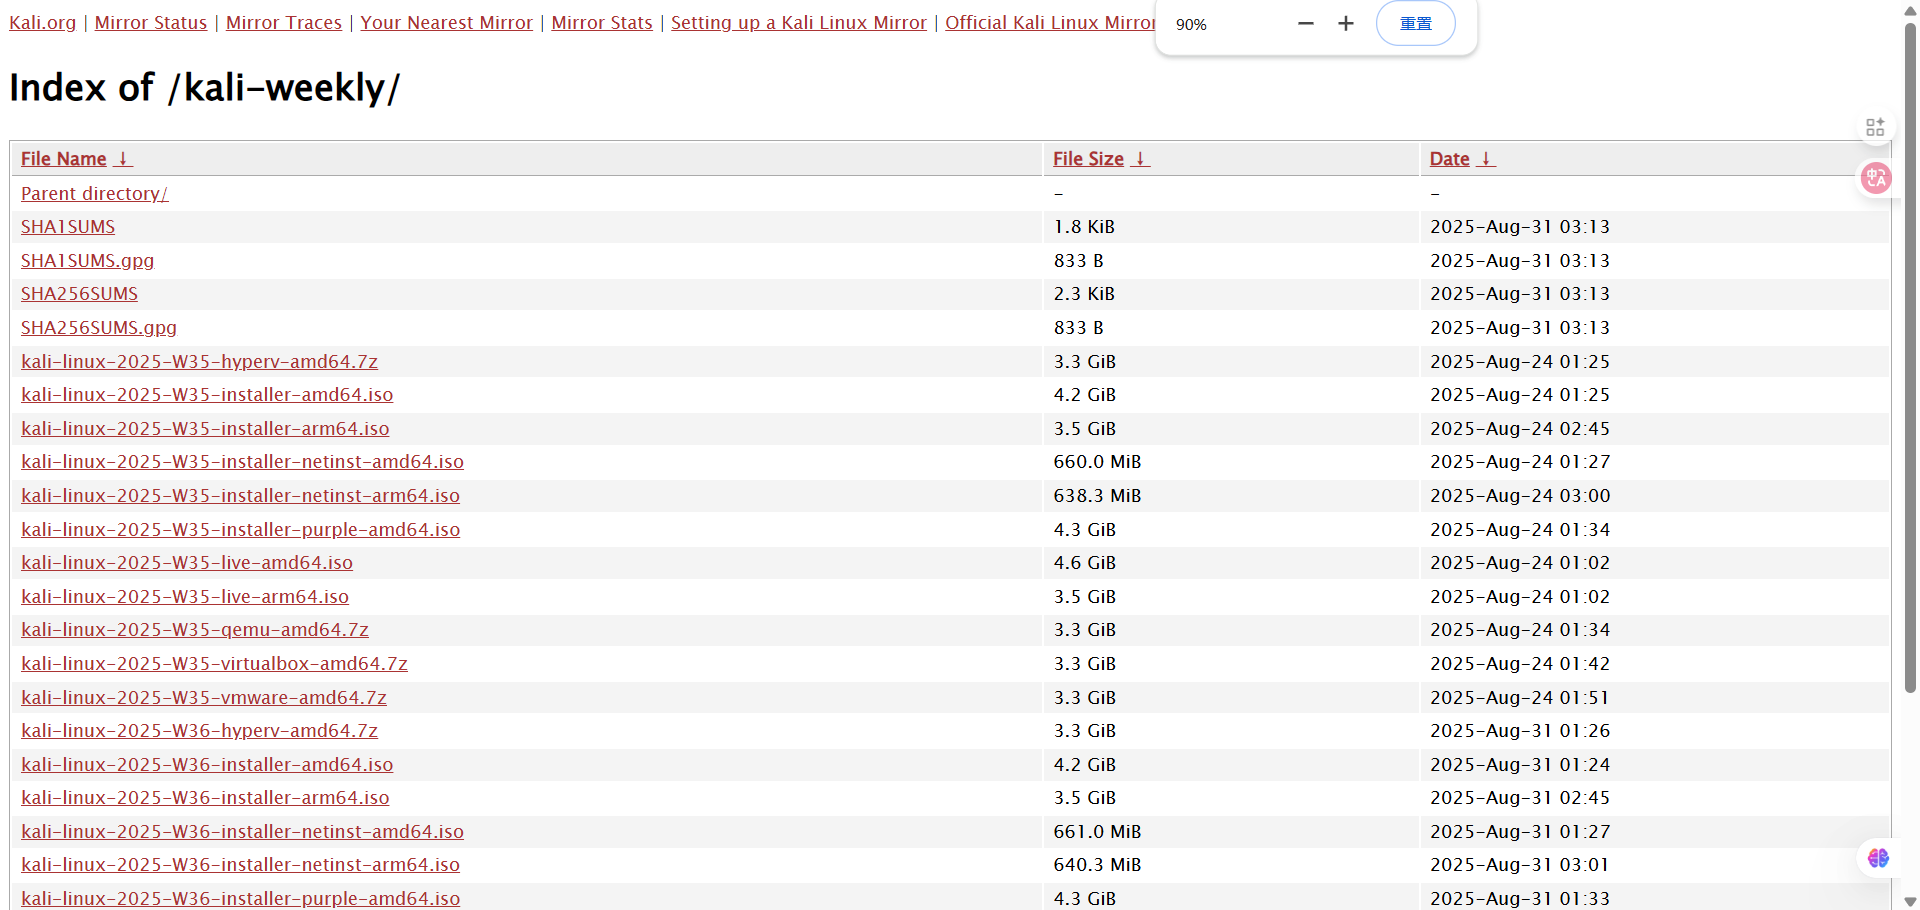 Kali.org | Mirror Status | Mirror Traces | Your Nearest Mirror | Mirror Stats | Setting up a Kali Linux Mirror | Official Kali Linux Mirror
90% − + 重置
Index of /kali-weekly/
File Name ↓ File Size ↓ Date ↓
Parent directory/ - -
SHA1SUMS 1.8 KiB 2025-Aug-31 03:13
SHA1SUMS.gpg 833 B 2025-Aug-31 03:13
SHA256SUMS 2.3 KiB 2025-Aug-31 03:13
SHA256SUMS.gpg 833 B 2025-Aug-31 03:13
kali-linux-2025-W35-hyperv-amd64.7z 3.3 GiB 2025-Aug-24 01:25
kali-linux-2025-W35-installer-amd64.iso 4.2 GiB 2025-Aug-24 01:25
kali-linux-2025-W35-installer-arm64.iso 3.5 GiB 2025-Aug-24 02:45
kali-linux-2025-W35-installer-netinst-amd64.iso 660.0 MiB 2025-Aug-24 01:27
kali-linux-2025-W35-installer-netinst-arm64.iso 638.3 MiB 2025-Aug-24 03:00
kali-linux-2025-W35-installer-purple-amd64.iso 4.3 GiB 2025-Aug-24 01:34
kali-linux-2025-W35-live-amd64.iso 4.6 GiB 2025-Aug-24 01:02
kali-linux-2025-W35-live-arm64.iso 3.5 GiB 2025-Aug-24 01:02
kali-linux-2025-W35-qemu-amd64.7z 3.3 GiB 2025-Aug-24 01:34
kali-linux-2025-W35-virtualbox-amd64.7z 3.3 GiB 2025-Aug-24 01:42
kali-linux-2025-W35-vmware-amd64.7z 3.3 GiB 2025-Aug-24 01:51
kali-linux-2025-W36-hyperv-amd64.7z 3.3 GiB 2025-Aug-31 01:26
kali-linux-2025-W36-installer-amd64.iso 4.2 GiB 2025-Aug-31 01:24
kali-linux-2025-W36-installer-arm64.iso 3.5 GiB 2025-Aug-31 02:45
kali-linux-2025-W36-installer-netinst-amd64.iso 661.0 MiB 2025-Aug-31 01:27
kali-linux-2025-W36-installer-netinst-arm64.iso 640.3 MiB 2025-Aug-31 03:01
kali-linux-2025-W36-installer-purple-amd64.iso 4.3 GiB 2025-Aug-31 01:33